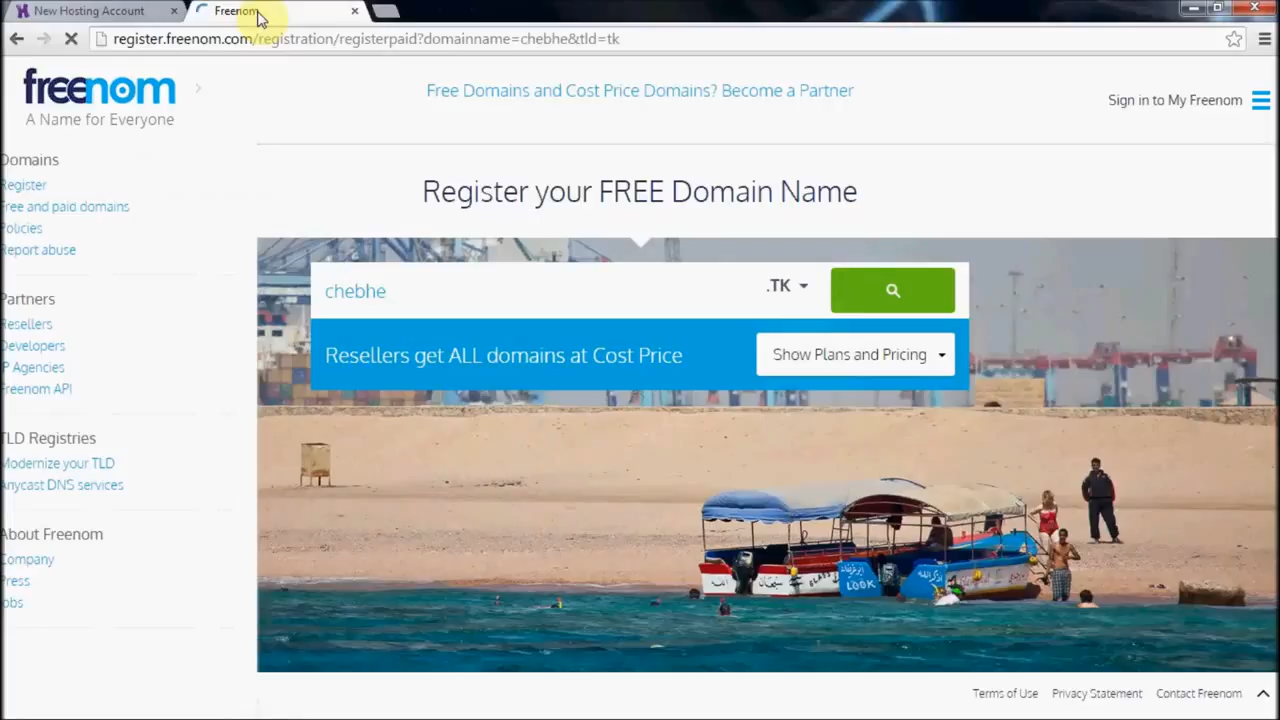 New Hosting Account
Freenom
register.freenom.com/registration/registerpaid?domainname=chebhe&tld=tk
freenom
A Name for Everyone
Free Domains and Cost Price Domains? Become a Partner
Sign in to My Freenom
Domains
Register
Free and paid domains
Policies
Report abuse
Partners
Resellers
Developers
IP Agencies
Freenom API
TLD Registries
Modernize your TLD
Anycast DNS services
About Freenom
Company
Press
Jobs
Register your FREE Domain Name
chebhe
.TK
Resellers get ALL domains at Cost Price
Show Plans and Pricing
LOOK
Terms of Use
Privacy Statement
Contact Freenom